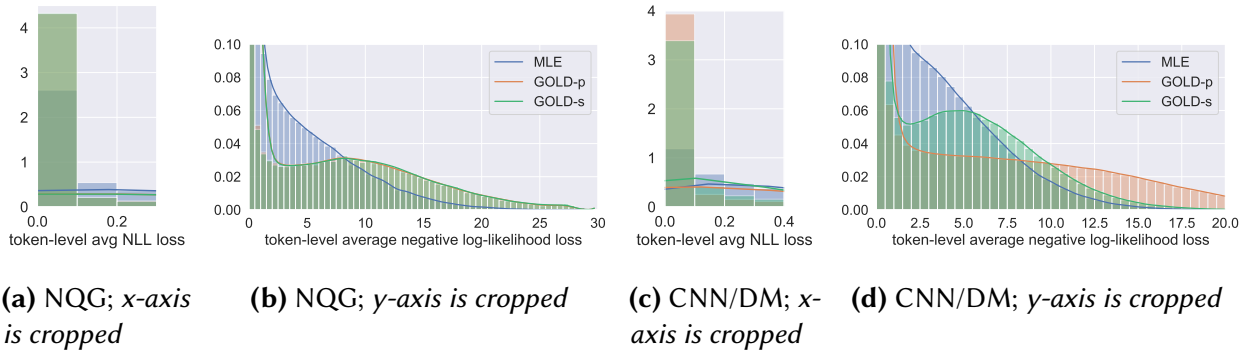 4
3
2
1
0
0.0 0.2
token-level avg NLL loss
0.10
0.08
0.06
0.04
0.02
0.00
0 5 10 15 20 25 30
token-level average negative log-likelihood loss
MLE
GOLD-p
GOLD-s
4
3
2
1
0
0.0 0.2 0.4
token-level avg NLL loss
0.10
0.08
0.06
0.04
0.02
0.00
0.0 2.5 5.0 7.5 10.0 12.5 15.0 17.5 20.0
token-level average negative log-likelihood loss
MLE
GOLD-p
GOLD-s
(a) NQG; x-axis
is cropped
(b) NQG; y-axis is cropped
(c) CNN/DM; x-
axis is cropped
(d) CNN/DM; y-axis is cropped